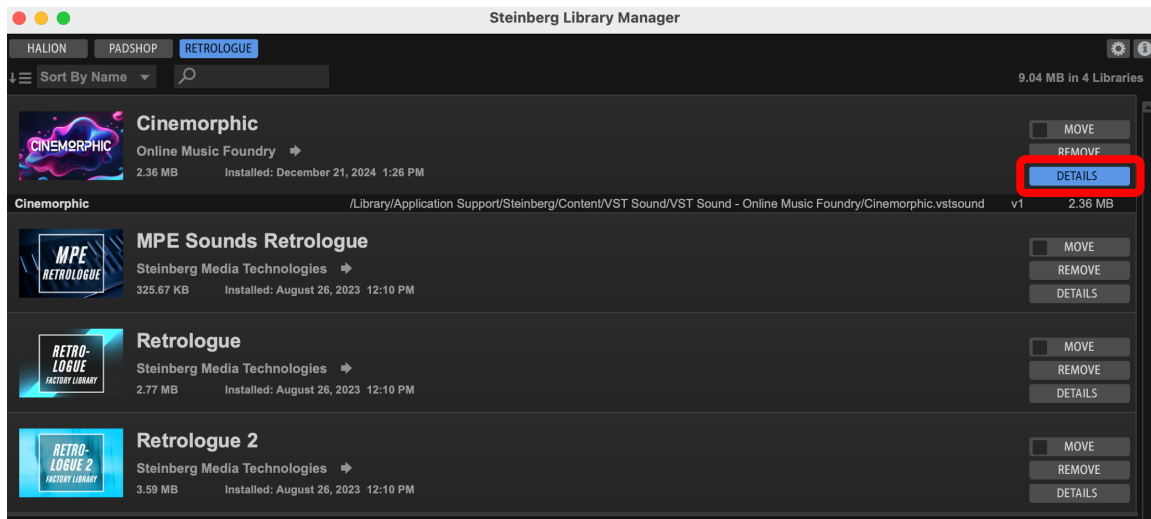 Steinberg Library Manager
HALION PADSHOP RETROLOGUE
Sort By Name 9.04 MB in 4 Libraries
CINEMORPHIC
Cinemorphic
Online Music Foundry
2.36 MB Installed: December 21, 2024 1:26 PM
MOVE
REMOVE
DETAILS
Cinemorphic /Library/Application Support/Steinberg/Content/VST Sound/VST Sound - Online Music Foundry/Cinemorphic.vstsound v1 2.36 MB
MPE
RETROLOGUE
MPE Sounds Retrologue
Steinberg Media Technologies
325.67 KB Installed: August 26, 2023 12:10 PM
MOVE
REMOVE
DETAILS
RETRO-
LOGUE
FACTORY LIBRARY
Retrologue
Steinberg Media Technologies
2.77 MB Installed: August 26, 2023 12:10 PM
MOVE
REMOVE
DETAILS
RETRO-
LOGUE 2
FACTORY LIBRARY
Retrologue 2
Steinberg Media Technologies
3.59 MB Installed: August 26, 2023 12:10 PM
MOVE
REMOVE
DETAILS